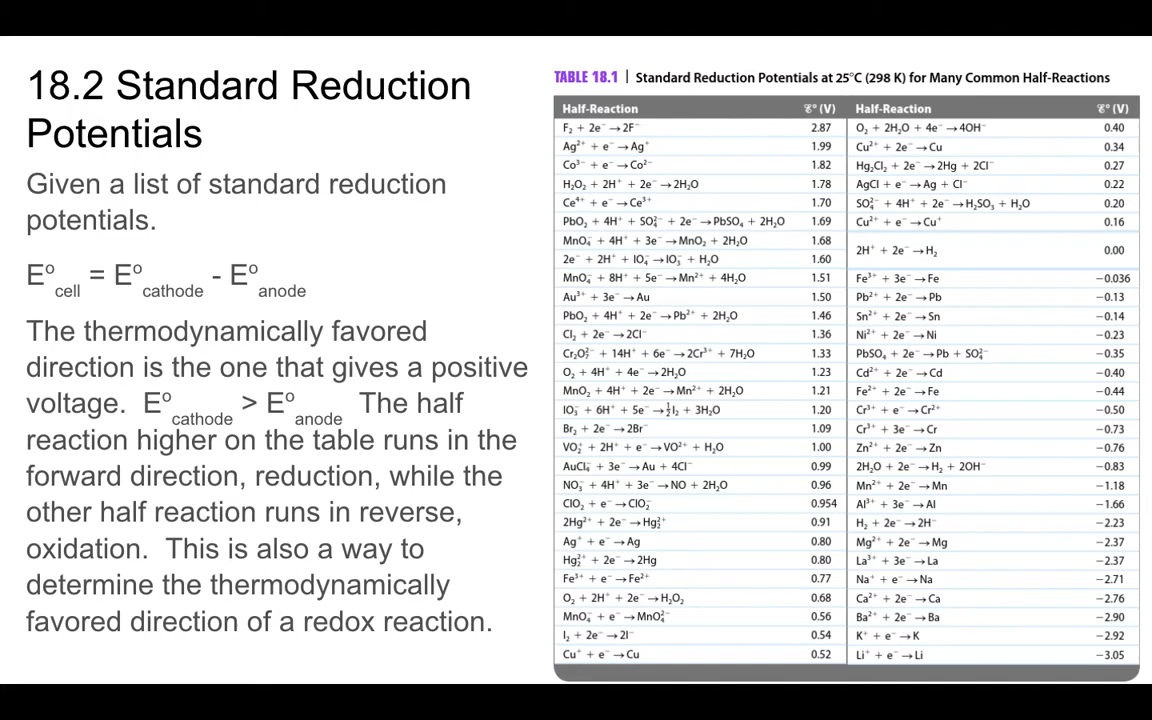 18.2 Standard Reduction
Potentials
Given a list of standard reduction
potentials.
E°cell = E°cathode - E°anode
The thermodynamically favored
direction is the one that gives a positive
voltage. E°cathode > E°anode The half
reaction higher on the table runs in the
forward direction, reduction, while the
other half reaction runs in reverse,
oxidation. This is also a way to
determine the thermodynamically
favored direction of a redox reaction.
TABLE 18.1 | Standard Reduction Potentials at 25°C (298 K) for Many Common Half-Reactions
Half-Reaction ℰ° (V)
F₂ + 2e⁻ → 2F⁻ 2.87
Ag²⁺ + e⁻ → Ag⁺ 1.99
Co³⁺ + e⁻ → Co²⁺ 1.82
H₂O₂ + 2H⁺ + 2e⁻ → 2H₂O 1.78
Ce⁴⁺ + e⁻ → Ce³⁺ 1.70
PbO₂ + 4H⁺ + SO₄²⁻ + 2e⁻ → PbSO₄ + 2H₂O 1.69
MnO₄⁻ + 4H⁺ + 3e⁻ → MnO₂ + 2H₂O 1.68
2e⁻ + 2H⁺ + IO₄⁻ → IO₃⁻ + H₂O 1.60
MnO₄⁻ + 8H⁺ + 5e⁻ → Mn²⁺ + 4H₂O 1.51
Au³⁺ + 3e⁻ → Au 1.50
PbO₂ + 4H⁺ + 2e⁻ → Pb²⁺ + 2H₂O 1.46
Cl₂ + 2e⁻ → 2Cl⁻ 1.36
Cr₂O₇²⁻ + 14H⁺ + 6e⁻ → 2Cr³⁺ + 7H₂O 1.33
O₂ + 4H⁺ + 4e⁻ → 2H₂O 1.23
MnO₂ + 4H⁺ + 2e⁻ → Mn²⁺ + 2H₂O 1.21
IO₃⁻ + 6H⁺ + 5e⁻ → ½I₂ + 3H₂O 1.20
Br₂ + 2e⁻ → 2Br⁻ 1.09
VO₂⁺ + 2H⁺ + e⁻ → VO²⁺ + H₂O 1.00
AuCl₄⁻ + 3e⁻ → Au + 4Cl⁻ 0.99
NO₃⁻ + 4H⁺ + 3e⁻ → NO + 2H₂O 0.96
ClO₂ + e⁻ → ClO₂⁻ 0.954
2Hg²⁺ + 2e⁻ → Hg₂²⁺ 0.91
Ag⁺ + e⁻ → Ag 0.80
Hg₂²⁺ + 2e⁻ → 2Hg 0.80
Fe³⁺ + e⁻ → Fe²⁺ 0.77
O₂ + 2H⁺ + 2e⁻ → H₂O₂ 0.68
MnO₄⁻ + e⁻ → MnO₄²⁻ 0.56
I₂ + 2e⁻ → 2I⁻ 0.54
Cu⁺ + e⁻ → Cu 0.52
Half-Reaction ℰ° (V)
O₂ + 2H₂O + 4e⁻ → 4OH⁻ 0.40
Cu²⁺ + 2e⁻ → Cu 0.34
Hg₂Cl₂ + 2e⁻ → 2Hg + 2Cl⁻ 0.27
AgCl + e⁻ → Ag + Cl⁻ 0.22
SO₄²⁻ + 4H⁺ + 2e⁻ → H₂SO₃ + H₂O 0.20
Cu²⁺ + e⁻ → Cu⁺ 0.16
2H⁺ + 2e⁻ → H₂ 0.00
Fe³⁺ + 3e⁻ → Fe −0.036
Pb²⁺ + 2e⁻ → Pb −0.13
Sn²⁺ + 2e⁻ → Sn −0.14
Ni²⁺ + 2e⁻ → Ni −0.23
PbSO₄ + 2e⁻ → Pb + SO₄²⁻ −0.35
Cd²⁺ + 2e⁻ → Cd −0.40
Fe²⁺ + 2e⁻ → Fe −0.44
Cr³⁺ + e⁻ → Cr²⁺ −0.50
Cr³⁺ + 3e⁻ → Cr −0.73
Zn²⁺ + 2e⁻ → Zn −0.76
2H₂O + 2e⁻ → H₂ + 2OH⁻ −0.83
Mn²⁺ + 2e⁻ → Mn −1.18
Al³⁺ + 3e⁻ → Al −1.66
H₂ + 2e⁻ → 2H⁻ −2.23
Mg²⁺ + 2e⁻ → Mg −2.37
La³⁺ + 3e⁻ → La −2.37
Na⁺ + e⁻ → Na −2.71
Ca²⁺ + 2e⁻ → Ca −2.76
Ba²⁺ + 2e⁻ → Ba −2.90
K⁺ + e⁻ → K −2.92
Li⁺ + e⁻ → Li −3.05